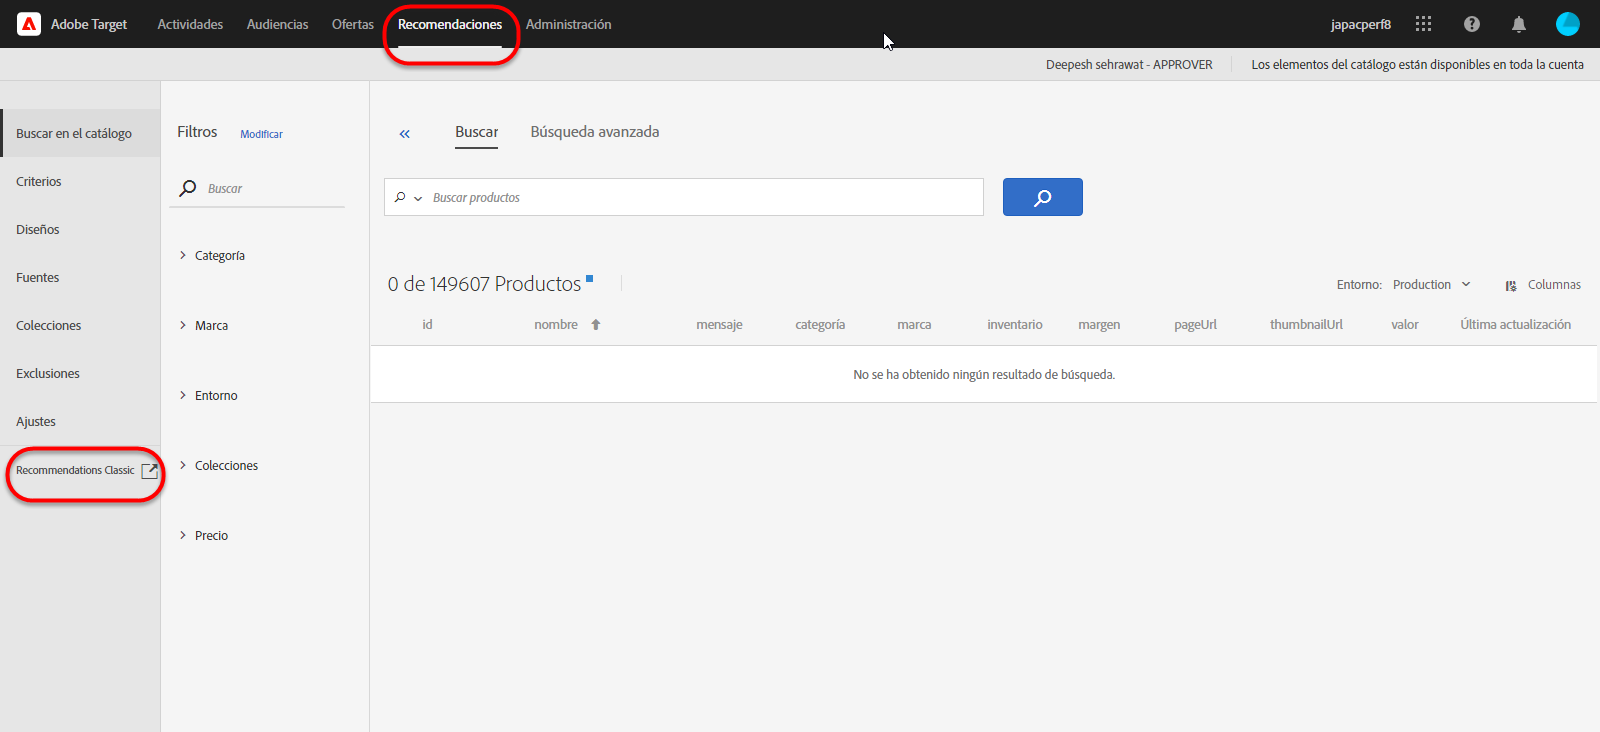 Adobe Target
Actividades
Audiencias
Ofertas
Recomendaciones
Administración
japacperf8
Deepesh sehrawat - APPROVER
Los elementos del catálogo están disponibles en toda la cuenta
Buscar en el catálogo
Criterios
Diseños
Fuentes
Colecciones
Exclusiones
Ajustes
Recommendations Classic
Filtros
Modificar
Buscar
Categoría
Marca
Entorno
Colecciones
Precio
Buscar
Búsqueda avanzada
Buscar productos
0 de 149607 Productos
Entorno: Production
Columnas
id
nombre
mensaje
categoría
marca
inventario
margen
pageUrl
thumbnailUrl
valor
Última actualización
No se ha obtenido ningún resultado de búsqueda.